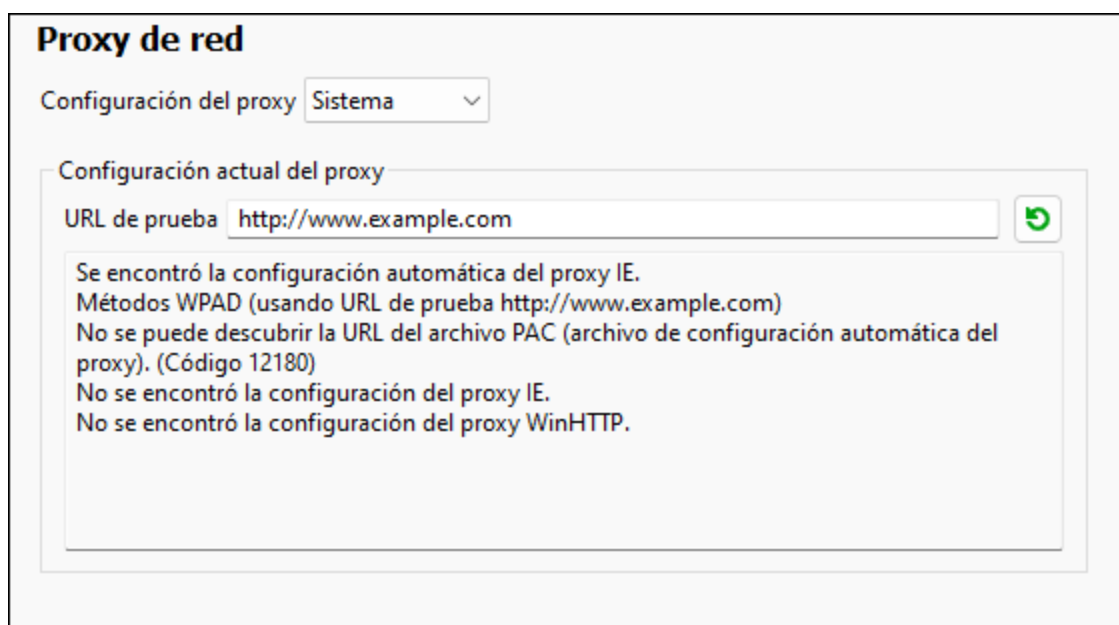 Proxy de red
Configuración del proxy Sistema
Configuración actual del proxy
URL de prueba http://www.example.com
Se encontró la configuración automática del proxy IE.
Métodos WPAD (usando URL de prueba http://www.example.com)
No se puede descubrir la URL del archivo PAC (archivo de configuración automática del
proxy). (Código 12180)
No se encontró la configuración del proxy IE.
No se encontró la configuración del proxy WinHTTP.